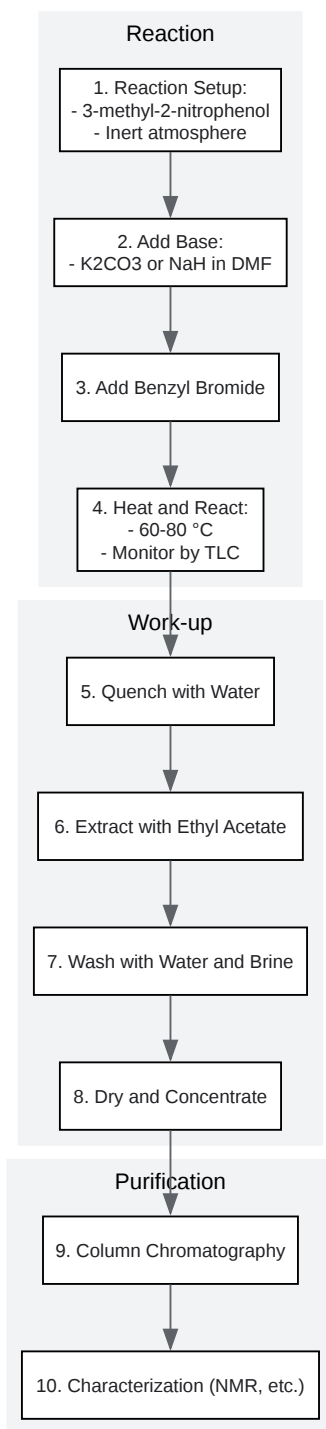 Reaction
1. Reaction Setup:
- 3-methyl-2-nitrophenol
- Inert atmosphere
2. Add Base:
- K2CO3 or NaH in DMF
3. Add Benzyl Bromide
4. Heat and React:
- 60-80 °C
- Monitor by TLC
Work-up
5. Quench with Water
6. Extract with Ethyl Acetate
7. Wash with Water and Brine
8. Dry and Concentrate
Purification
9. Column Chromatography
10. Characterization (NMR, etc.)